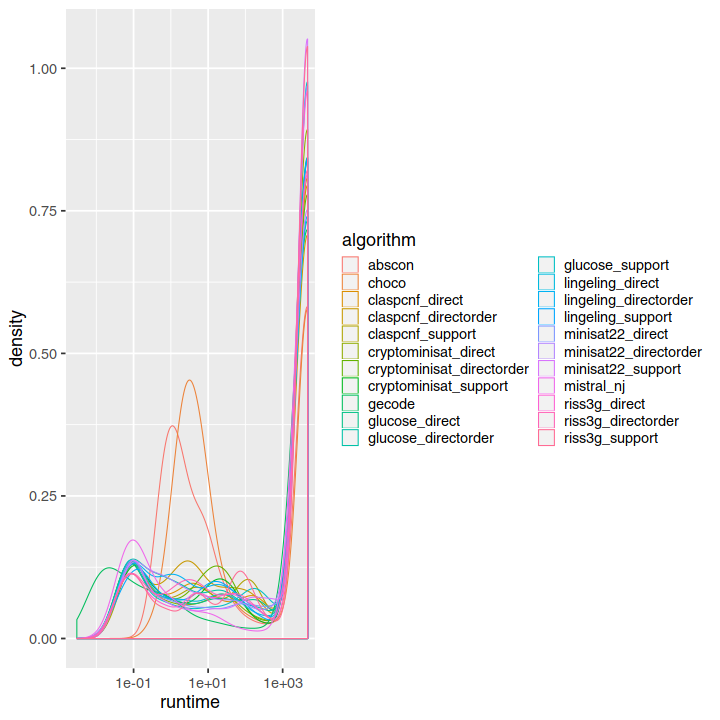 1.00
0.75
0.50
0.25
0.00
density
1e-01 1e+01 1e+03
runtime
algorithm
abscon
choco
claspcnf_direct
claspcnf_directorder
claspcnf_support
cryptominisat_direct
cryptominisat_directorder
cryptominisat_support
gecode
glucose_direct
glucose_directorder
glucose_support
lingeling_direct
lingeling_directorder
lingeling_support
minisat22_direct
minisat22_directorder
minisat22_support
mistral_nj
riss3g_direct
riss3g_directorder
riss3g_support